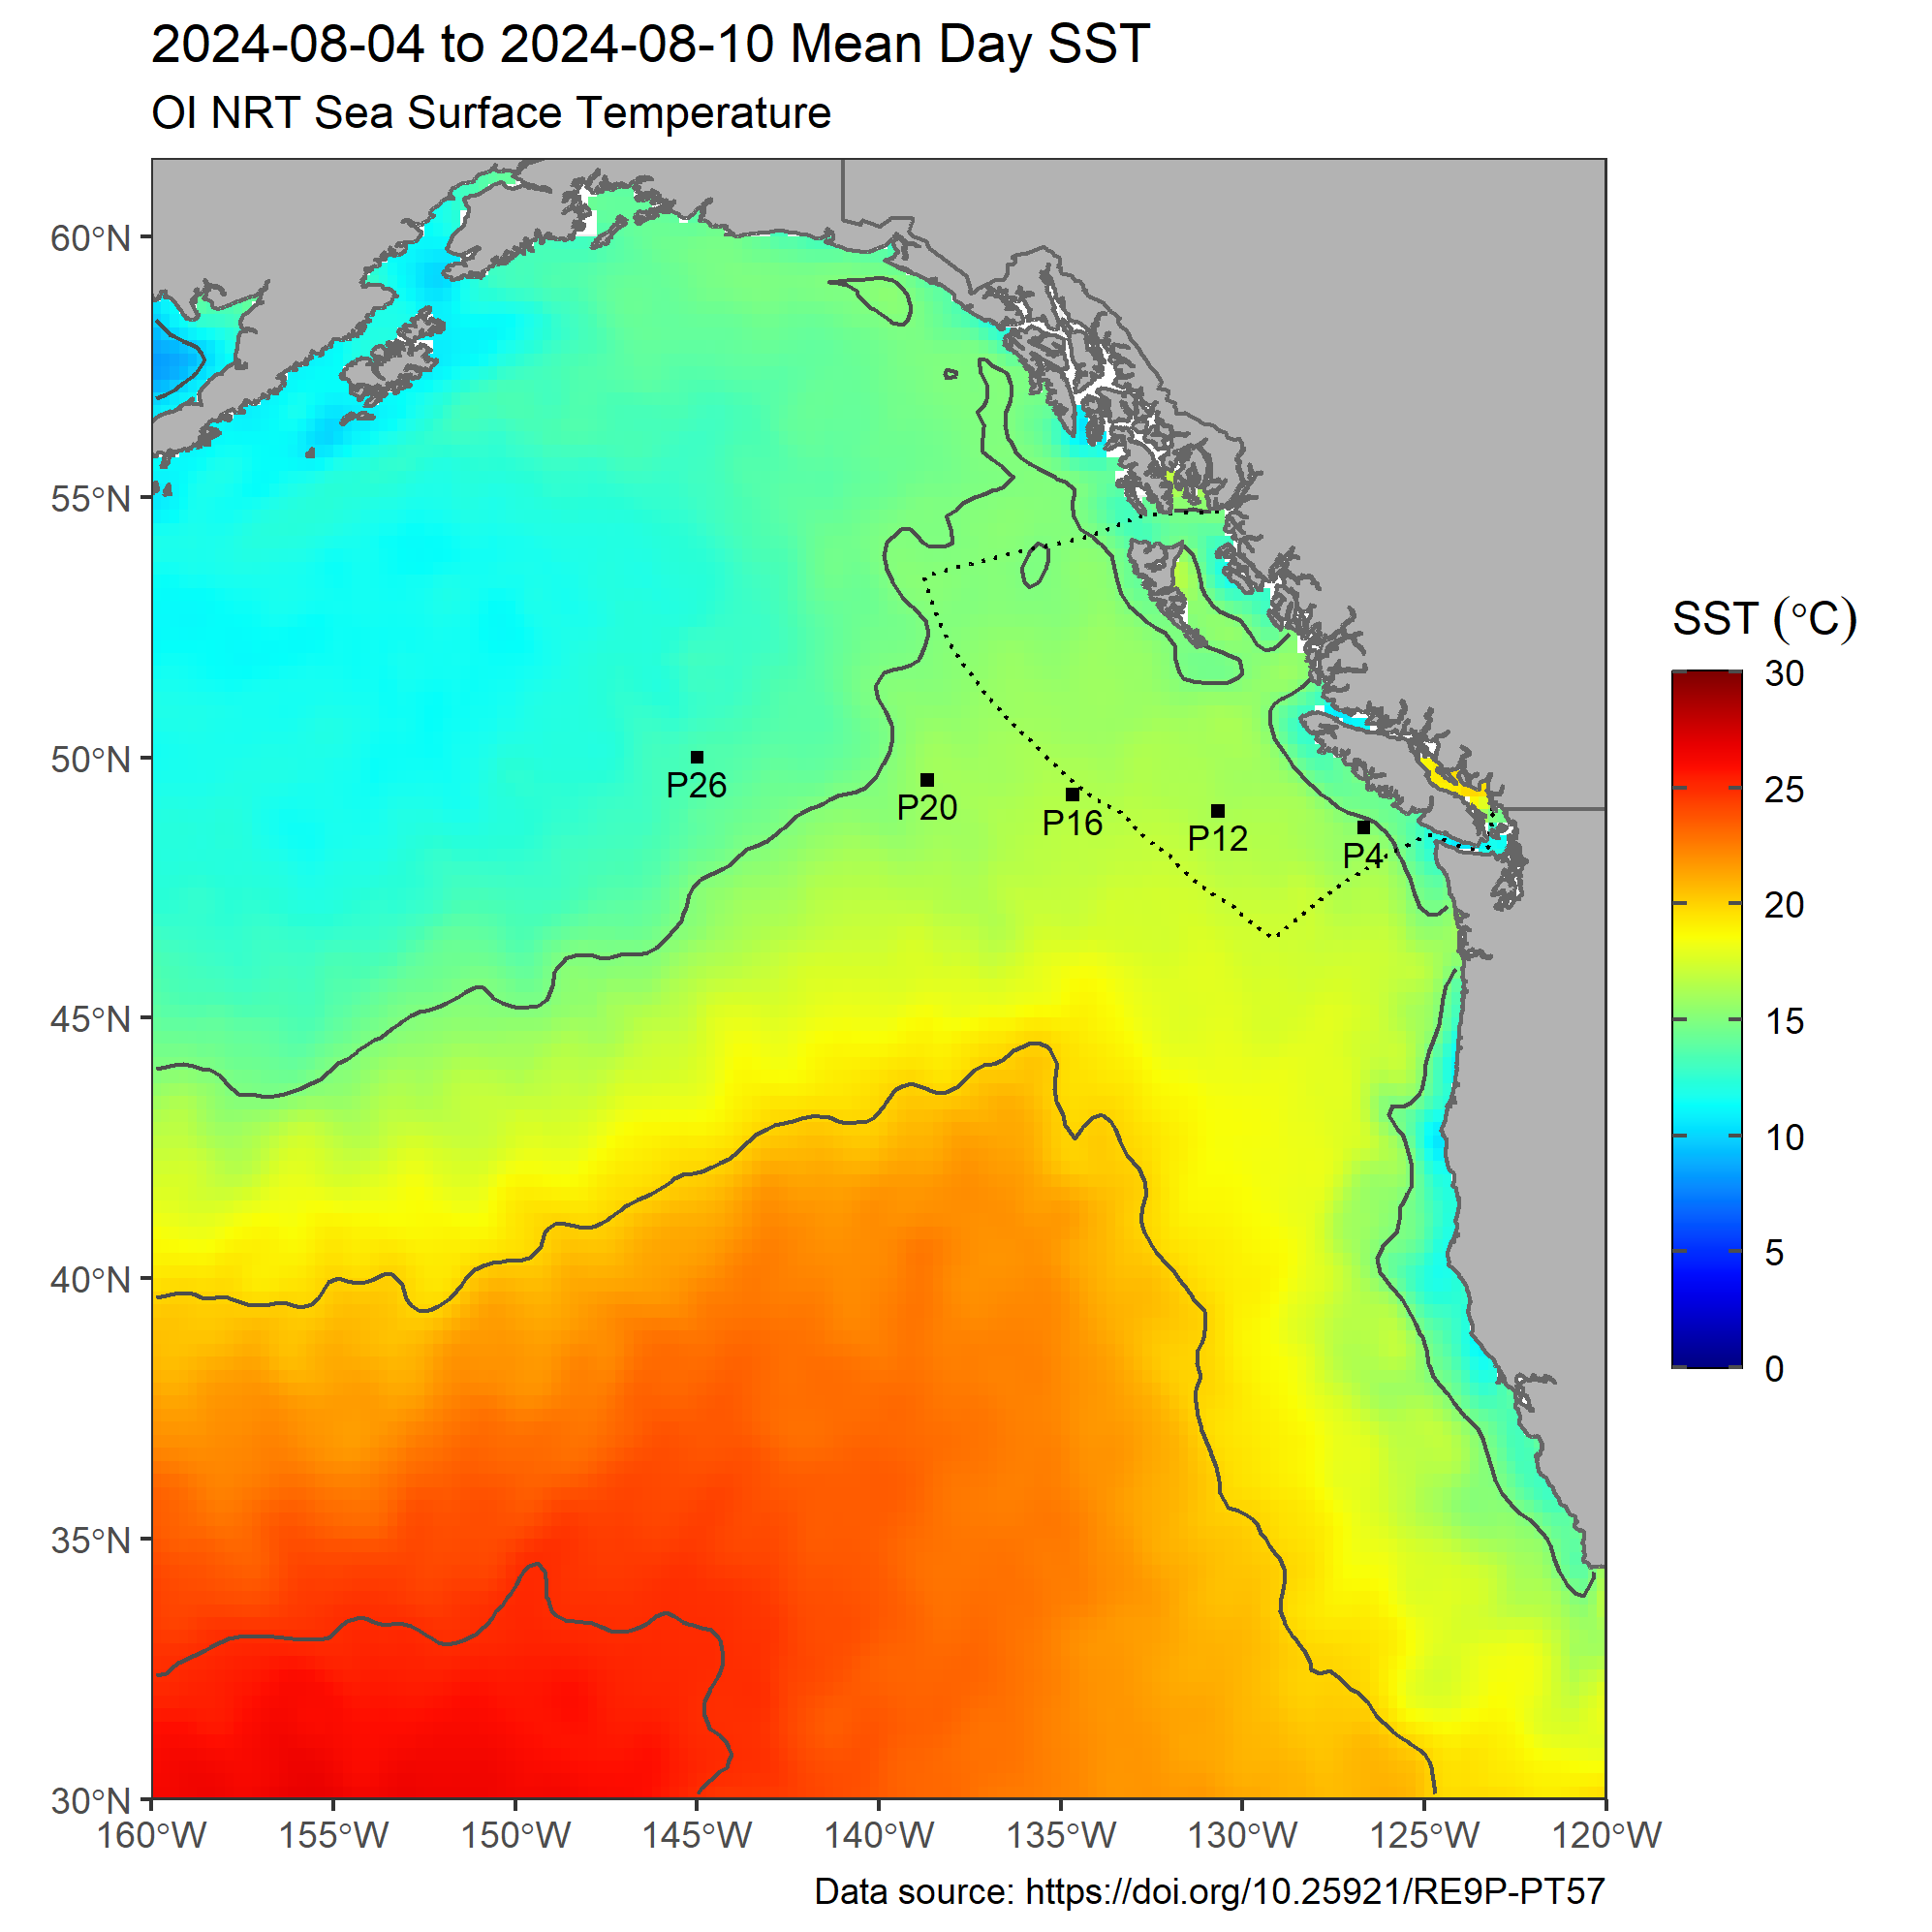 2024-08-04 to 2024-08-10 Mean Day SST
OI NRT Sea Surface Temperature
60°N
55°N
50°N
45°N
40°N
35°N
30°N
P26
P20
P16
P12
P4
160°W
155°W
150°W
145°W
140°W
135°W
130°W
125°W
120°W
SST (°C)
30
25
20
15
10
5
0
Data source: https://doi.org/10.25921/RE9P-PT57